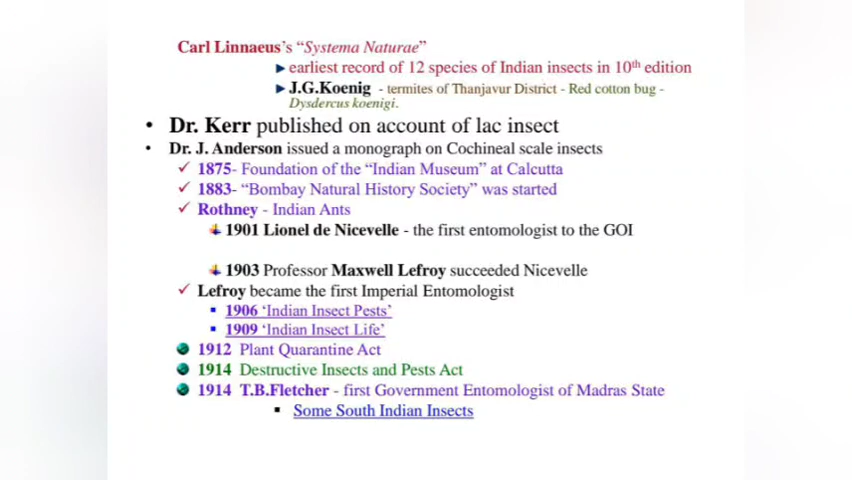 Carl Linnaeus's “Systema Naturae”
earliest record of 12 species of Indian insects in 10th edition
J.G.Koenig - termites of Thanjavur District - Red cotton bug -
Dysdercus koenigi.
• Dr. Kerr published on account of lac insect
• Dr. J. Anderson issued a monograph on Cochineal scale insects
1875- Foundation of the “Indian Museum” at Calcutta
1883- “Bombay Natural History Society” was started
Rothney - Indian Ants
1901 Lionel de Nicevelle - the first entomologist to the GOI
1903 Professor Maxwell Lefroy succeeded Nicevelle
Lefroy became the first Imperial Entomologist
1906 ‘Indian Insect Pests’
1909 ‘Indian Insect Life’
1912 Plant Quarantine Act
1914 Destructive Insects and Pests Act
1914 T.B.Fletcher - first Government Entomologist of Madras State
Some South Indian Insects